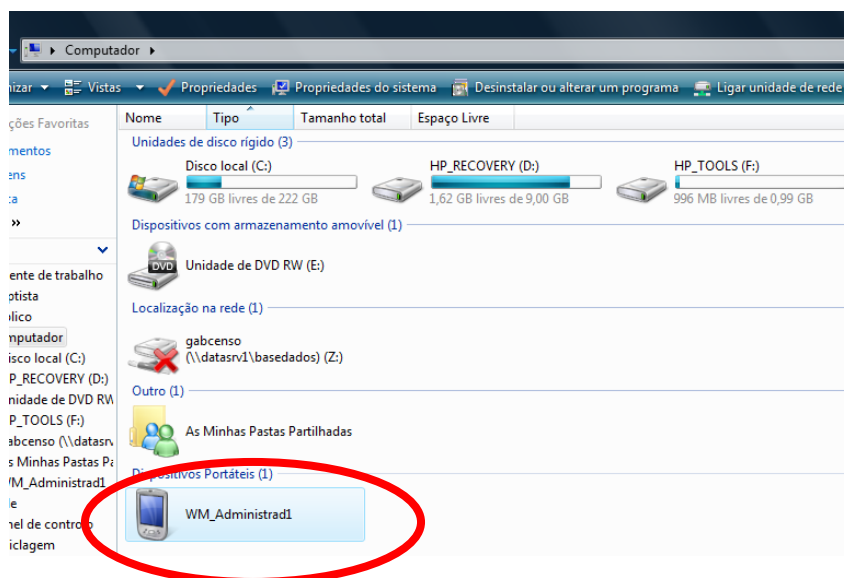 Computador
nizar Vistas Propriedades Propriedades do sistema Desinstalar ou alterar um programa Ligar unidade de rede
ções Favoritas
mentos
ens
ca
»
ente de trabalho
ptista
blico
mputador
isco local (C:)
P_RECOVERY (D:)
nidade de DVD RW
P_TOOLS (F:)
abcenso (\\datasrv
s Minhas Pastas Pa
VM_Administrad1
de
nel de controlo
iclagem
Nome Tipo Tamanho total Espaço Livre
Unidades de disco rígido (3)
Disco local (C:)
179 GB livres de 222 GB
HP_RECOVERY (D:)
1,62 GB livres de 9,00 GB
HP_TOOLS (F:)
996 MB livres de 0,99 GB
Dispositivos com armazenamento amovível (1)
DVD
Unidade de DVD RW (E:)
Localização na rede (1)
gabcenso
(\\datasrv1\basedados) (Z:)
Outro (1)
As Minhas Pastas Partilhadas
Dispositivos Portáteis (1)
WM_Administrad1